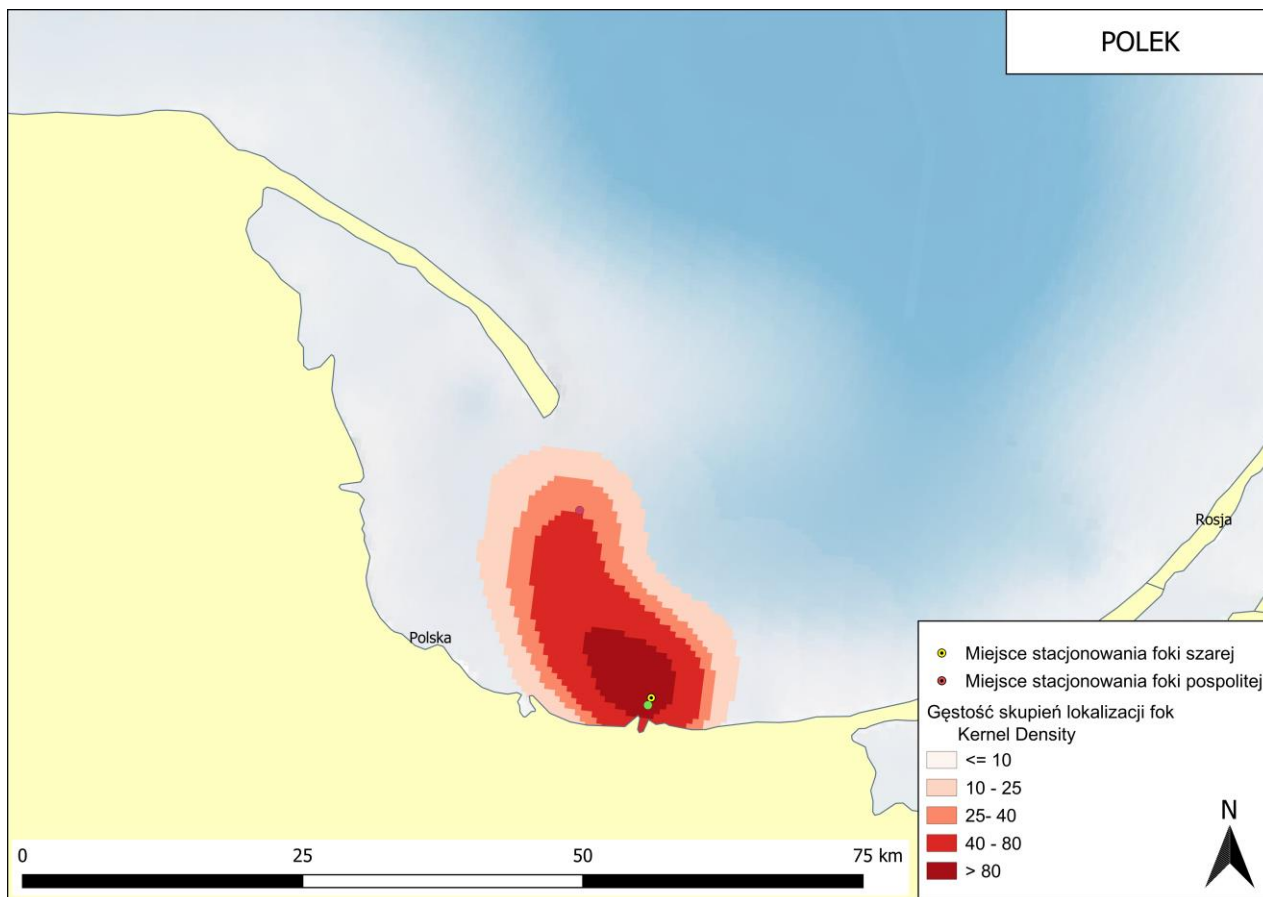 POLEK
Rosja
Polska
Miejsce stacjonowania foki szarej
Miejsce stacjonowania foki pospolitej
Gęstość skupień lokalizacji fok
Kernel Density
<= 10
10 - 25
25- 40
40 - 80
> 80
N
0 25 50 75 km